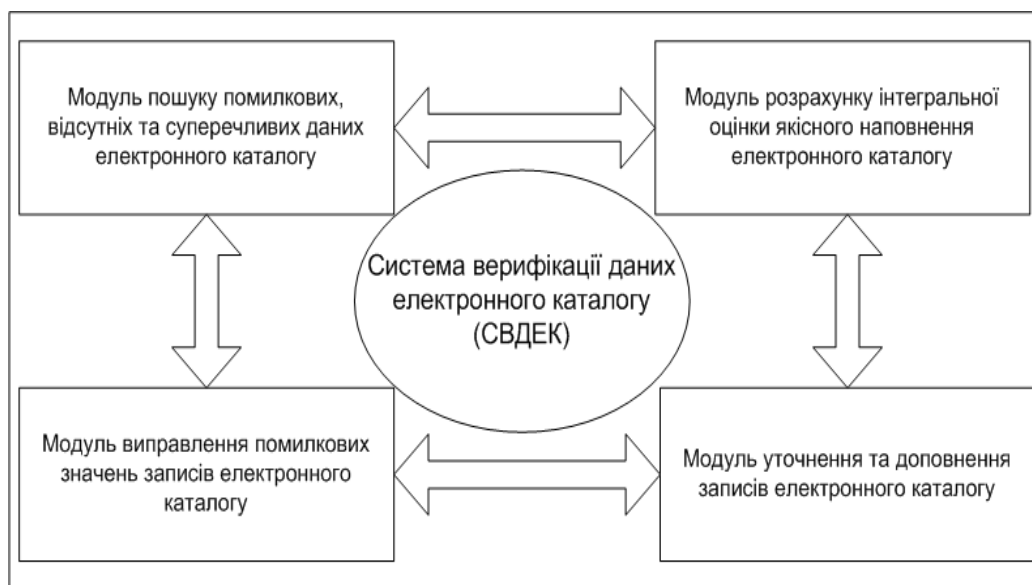 Модуль пошуку помилкових,
відсутніх та суперечливих даних
електронного каталогу
Модуль розрахунку інтегральної
оцінки якісного наповнення
електронного каталогу
Система верифікації даних
електронного каталогу
(СВДЕК)
Модуль виправлення помилкових
значень записів електронного
каталогу
Модуль уточнення та доповнення
записів електронного каталогу